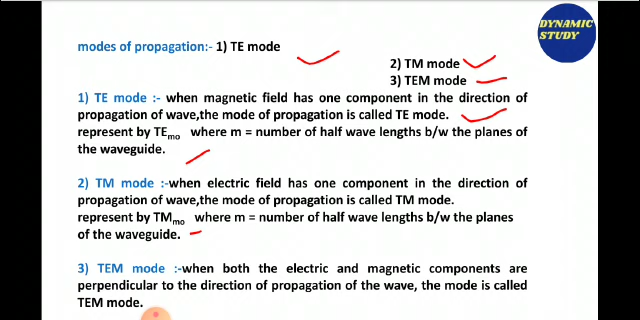 DYNAMIC
STUDY
modes of propagation:- 1) TE mode
2) TM mode
3) TEM mode
1) TE mode :- when magnetic field has one component in the direction of
propagation of wave,the mode of propagation is called TE mode.
represent by TEmo where m = number of half wave lengths b/w the planes of
the waveguide.
2) TM mode :-when electric field has one component in the direction of
propagation of wave,the mode of propagation is called TM mode.
represent by TMmo where m = number of half wave lengths b/w the planes
of the waveguide.
3) TEM mode :-when both the electric and magnetic components are
perpendicular to the direction of propagation of the wave, the mode is called
TEM mode.